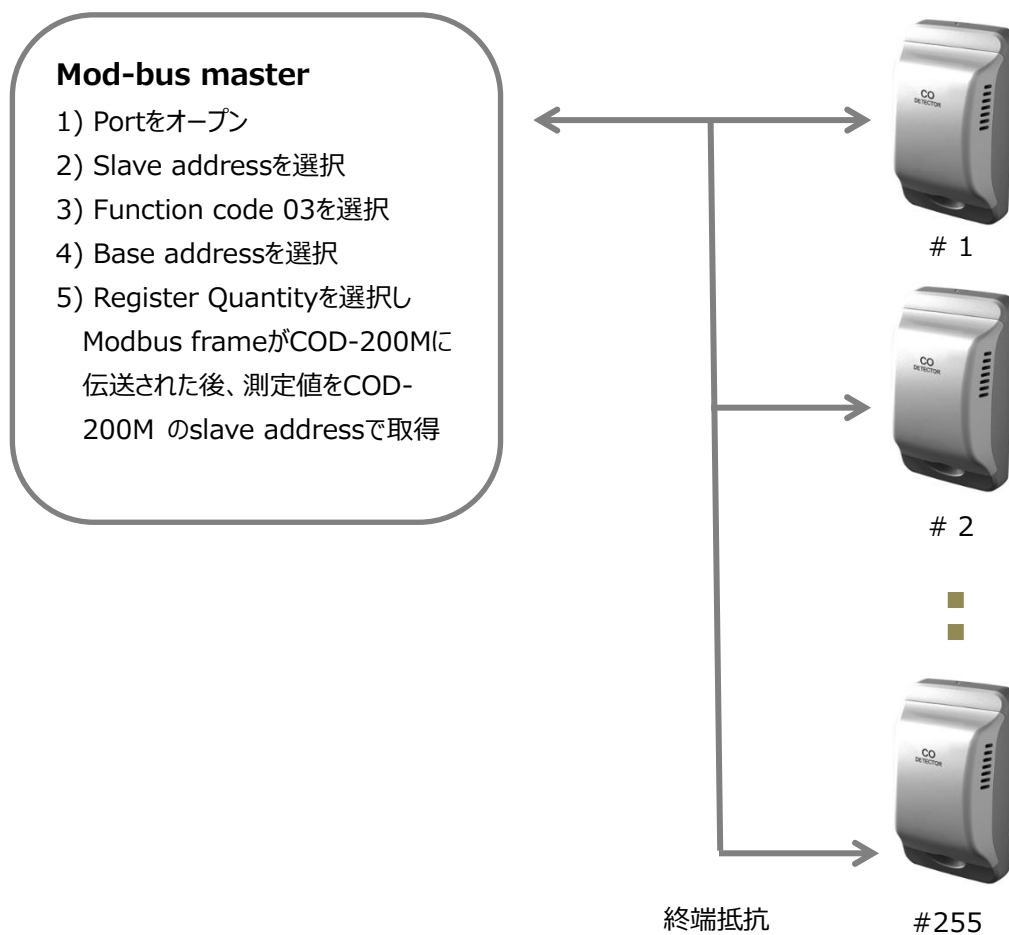 Mod-bus master
1) Portをオープン
2) Slave addressを選択
3) Function code 03を選択
4) Base addressを選択
5) Register Quantityを選択し
Modbus frameがCOD-200Mに
伝送された後、測定値をCOD-
200M のslave addressで取得
CO
DETECTOR
# 1
CO
DETECTOR
# 2
CO
DETECTOR
終端抵抗
#255